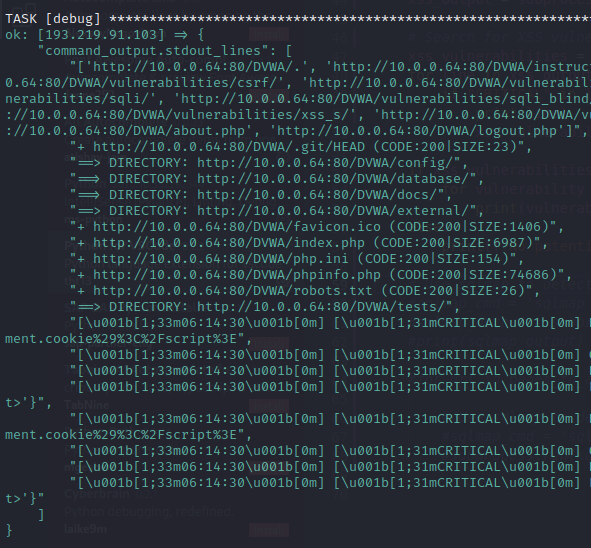 TASK [debug] ******************************************************************
ok: [193.219.91.103] => {
"command_output.stdout_lines": [
"['http://10.0.0.64:80/DVWA/.', 'http://10.0.0.64:80/DVWA/instruc
0.64:80/DVWA/vulnerabilities/csrf/', 'http://10.0.0.64:80/DVWA/vulnerabilit
nerabilities/sqli/', 'http://10.0.0.64:80/DVWA/vulnerabilities/sqli_blind/
://10.0.0.64:80/DVWA/vulnerabilities/xss_s/', 'http://10.0.0.64:80/DVWA/vu
://10.0.0.64:80/DVWA/about.php', 'http://10.0.0.64:80/DVWA/logout.php']",
"+ http://10.0.0.64:80/DVWA/.git/HEAD (CODE:200|SIZE:23)",
"==> DIRECTORY: http://10.0.0.64:80/DVWA/config/",
"==> DIRECTORY: http://10.0.0.64:80/DVWA/database/",
"==> DIRECTORY: http://10.0.0.64:80/DVWA/docs/",
"==> DIRECTORY: http://10.0.0.64:80/DVWA/external/",
"+ http://10.0.0.64:80/DVWA/favicon.ico (CODE:200|SIZE:1406)",
"+ http://10.0.0.64:80/DVWA/index.php (CODE:200|SIZE:6987)",
"+ http://10.0.0.64:80/DVWA/php.ini (CODE:200|SIZE:154)",
"+ http://10.0.0.64:80/DVWA/phpinfo.php (CODE:200|SIZE:74686)",
"+ http://10.0.0.64:80/DVWA/robots.txt (CODE:200|SIZE:26)",
"==> DIRECTORY: http://10.0.0.64:80/DVWA/tests/",
"[\u001b[1;33m06:14:30\u001b[0m] [\u001b[1;31mCRITICAL\u001b[0m]
ment.cookie%29%3C%2Fscript%3E",
"[\u001b[1;33m06:14:30\u001b[0m] [\u001b[1;31mCRITICAL\u001b[0m]
"[\u001b[1;33m06:14:30\u001b[0m] [\u001b[1;31mCRITICAL\u001b[0m]
"[\u001b[1;33m06:14:30\u001b[0m] [\u001b[1;31mCRITICAL\u001b[0m]
t>'}",
"[\u001b[1;33m06:14:30\u001b[0m] [\u001b[1;31mCRITICAL\u001b[0m]
ment.cookie%29%3C%2Fscript%3E",
"[\u001b[1;33m06:14:30\u001b[0m] [\u001b[1;31mCRITICAL\u001b[0m]
"[\u001b[1;33m06:14:30\u001b[0m] [\u001b[1;31mCRITICAL\u001b[0m]
"[\u001b[1;33m06:14:30\u001b[0m] [\u001b[1;31mCRITICAL\u001b[0m]
t>'}"
]
}